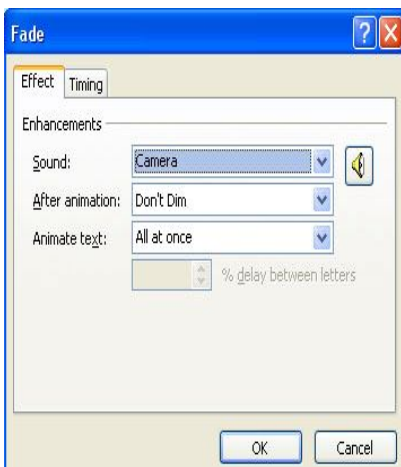 Fade
Effect Timing
Enhancements
Sound: Camera
After animation: Don't Dim
Animate text: All at once
% delay between letters
OK Cancel